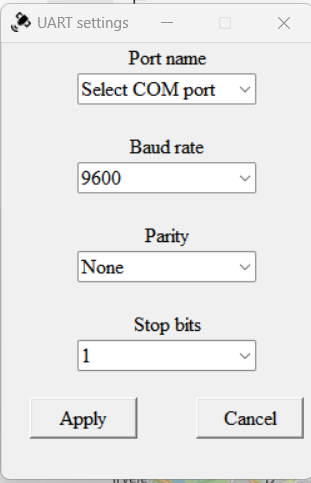 UART settings
Port name
Select COM port
Baud rate
9600
Parity
None
Stop bits
1
Apply
Cancel